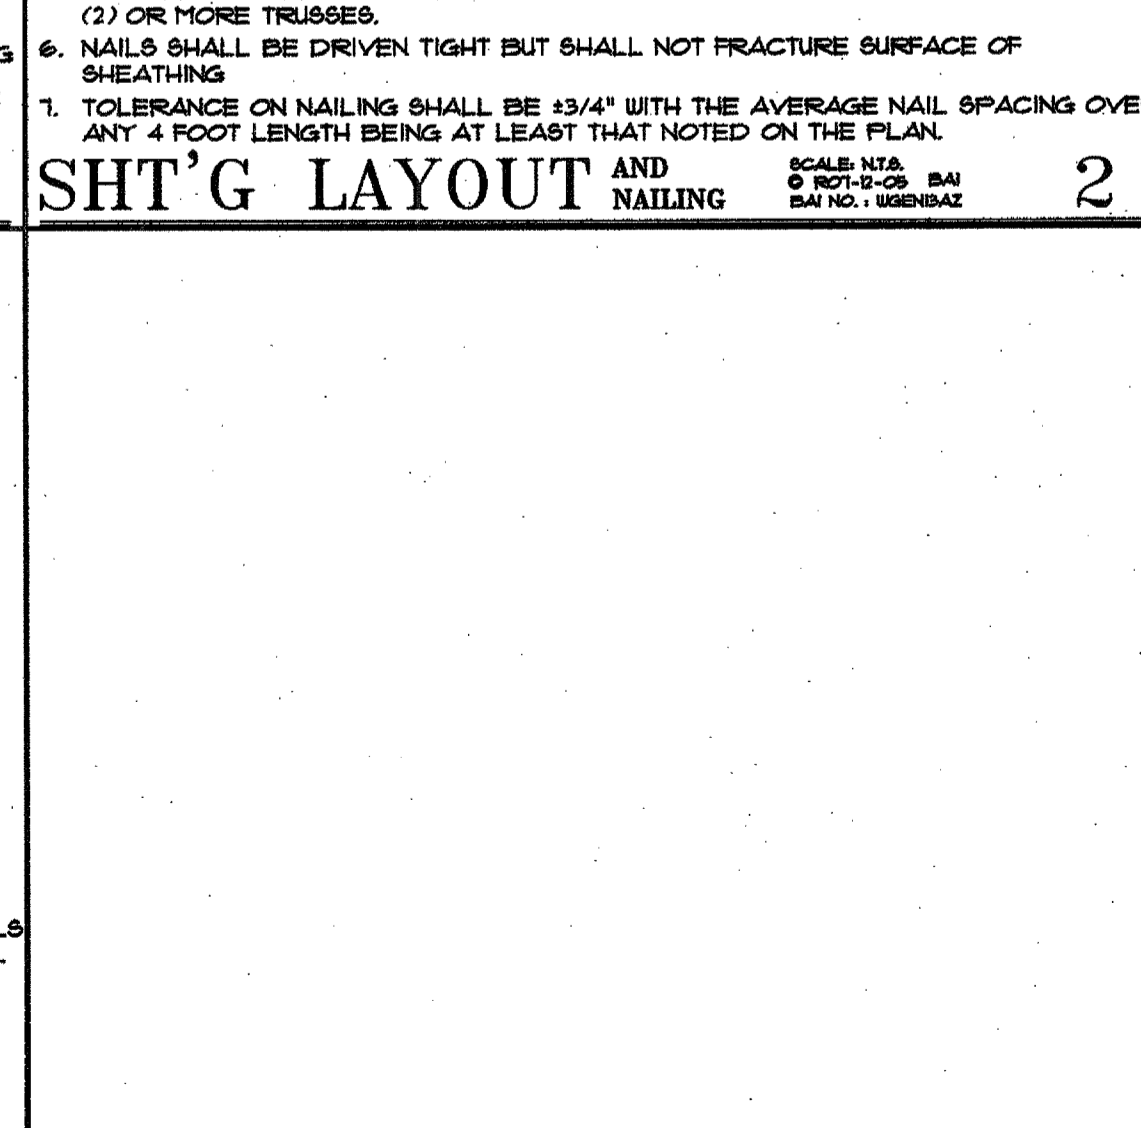 (2) OR MORE TRUSSES.
G
6. NAILS SHALL BE DRIVEN TIGHT BUT SHALL NOT FRACTURE SURFACE OF
SHEATHING
7. TOLERANCE ON NAILING SHALL BE ±3/4" WITH THE AVERAGE NAIL SPACING OVE
ANY 4 FOOT LENGTH BEING AT LEAST THAT NOTED ON THE PLAN.
SHT'G LAYOUT AND NAILING
SCALE: N.T.S.
© R07-12-05 BAI
BAI NO.:
2
LS